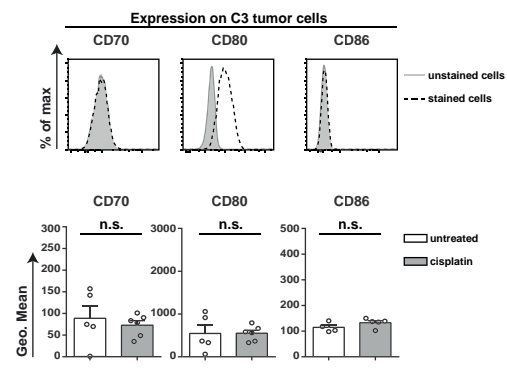 Expression on C3 tumor cells
CD70 CD80 CD86
% of max
unstained cells
stained cells
CD70 CD80 CD86
n.s. n.s. n.s.
Geo. Mean
300 250 200 150 100 50 0
3000 2000 1000 0
500 400 300 200 100 0
untreated
cisplatin